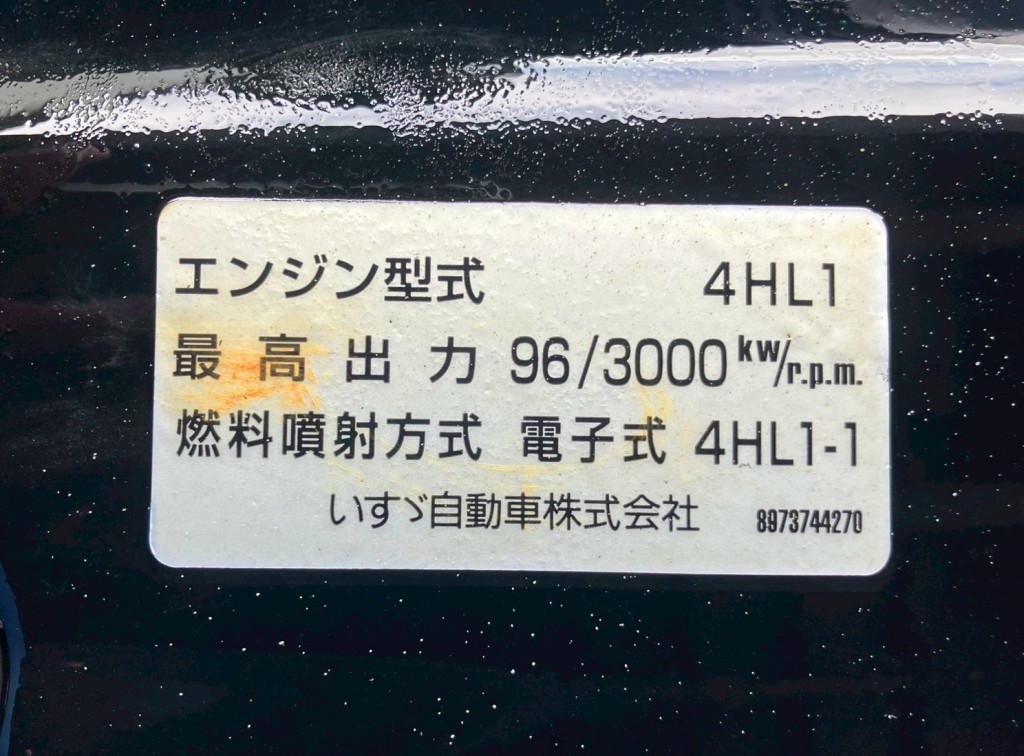 エンジン型式 4HL1
最高出力 96/3000 kw/r.p.m.
燃料噴射方式 電子式 4HL1-1
いすゞ自動車株式会社 8973744270